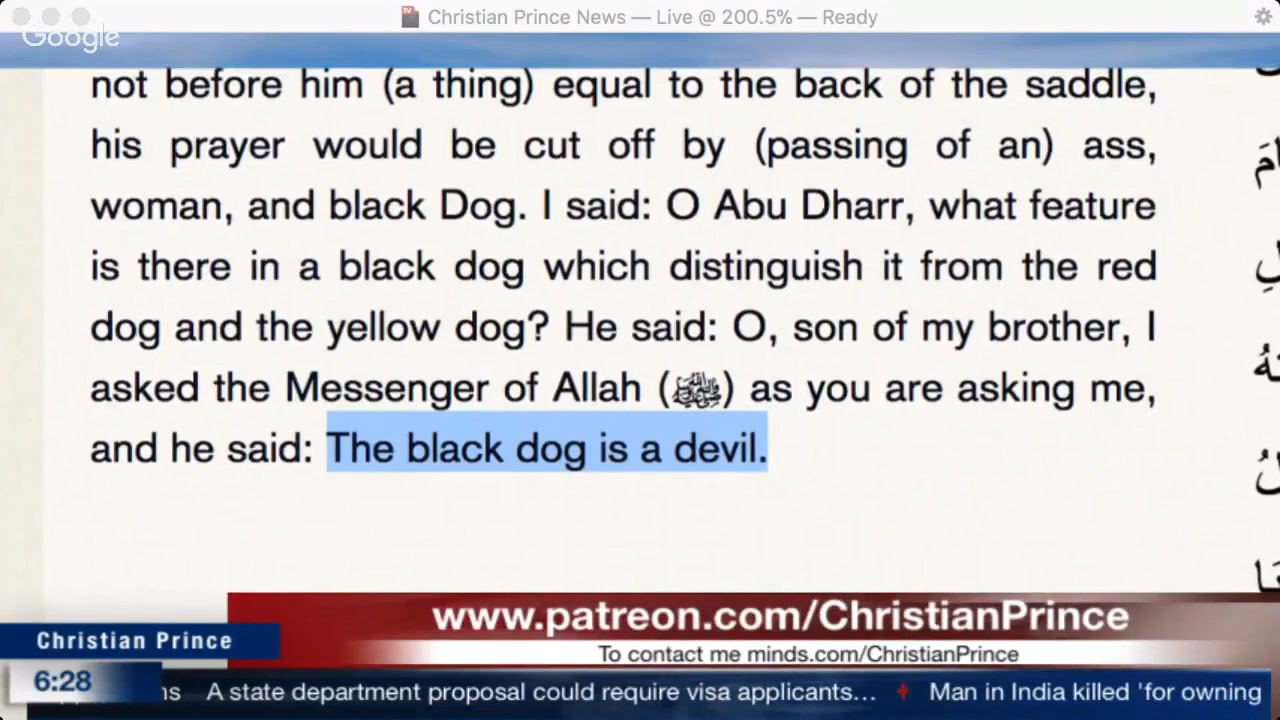 Christian Prince News — Live @ 200.5% — Ready
Google
not before him (a thing) equal to the back of the saddle,
his prayer would be cut off by (passing of an) ass,
woman, and black Dog. I said: O Abu Dharr, what feature
is there in a black dog which distinguish it from the red
dog and the yellow dog? He said: O, son of my brother, I
asked the Messenger of Allah (ﷺ) as you are asking me,
and he said: The black dog is a devil.
www.patreon.com/ChristianPrince
Christian Prince
To contact me minds.com/ChristianPrince
6:28
A state department proposal could require visa applicants... ♦ Man in India killed 'for owning